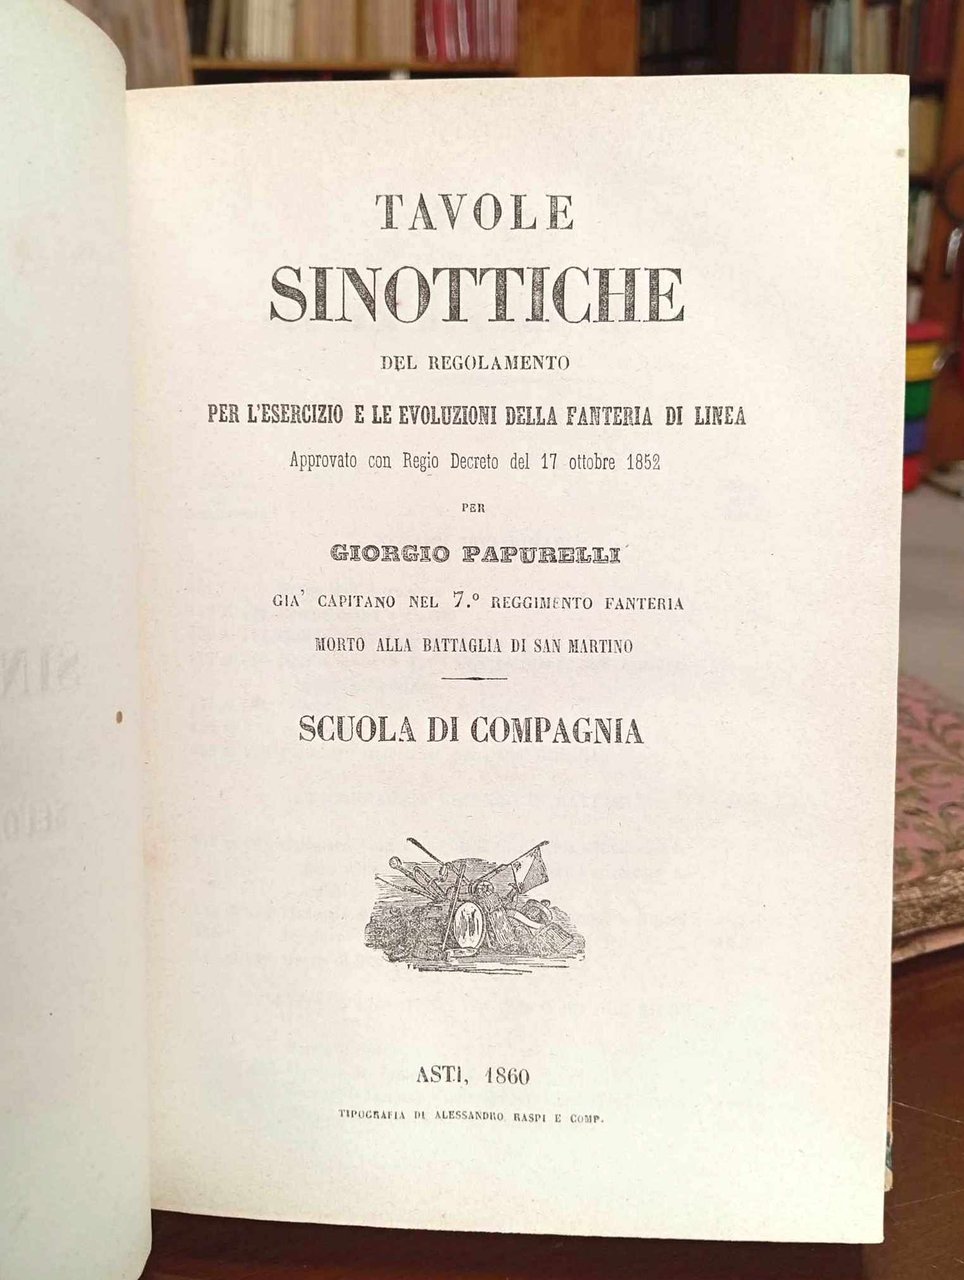 TAVOLE
SINOTTICHE
DEL REGOLAMENTO
PER L'ESERCIZIO E LE EVOLUZIONI DELLA FANTERIA DI LINEA
Approvato con Regio Decreto del 17 ottobre 1852
PER
GIORGIO PAPURELLI
GIA' CAPITANO NEL 7.º REGGIMENTO FANTERIA
MORTO ALLA BATTAGLIA DI SAN MARTINO
SCUOLA DI COMPAGNIA
ASTI, 1860
TIPOGRAFIA DI ALESSANDRO RASPI E COMP.